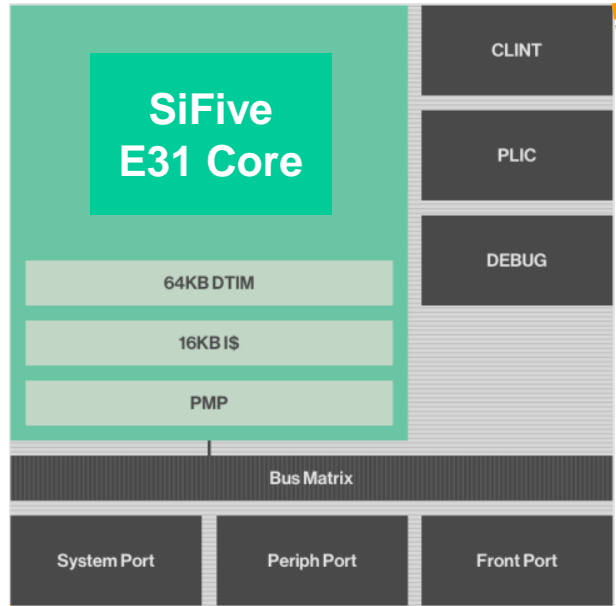 SiFive
E31 Core
64KB DTIM
16KB I$
PMP
CLINT
PLIC
DEBUG
Bus Matrix
System Port
Periph Port
Front Port